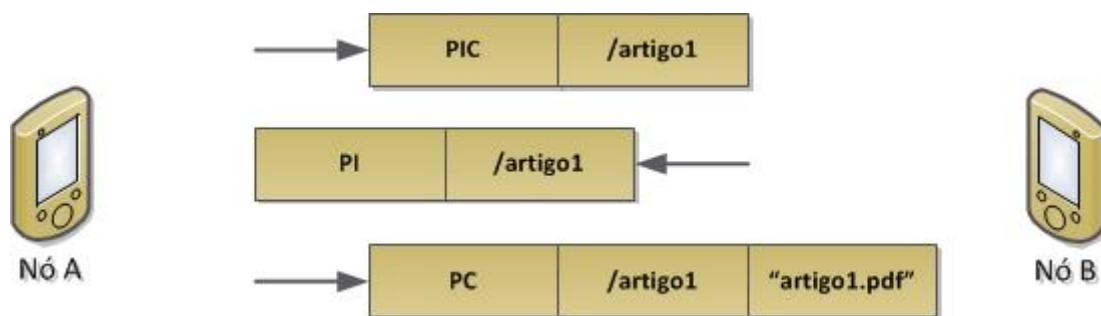 PIC /artigo1
PI /artigo1
Nó A
Nó B
PC /artigo1 “artigo1.pdf”